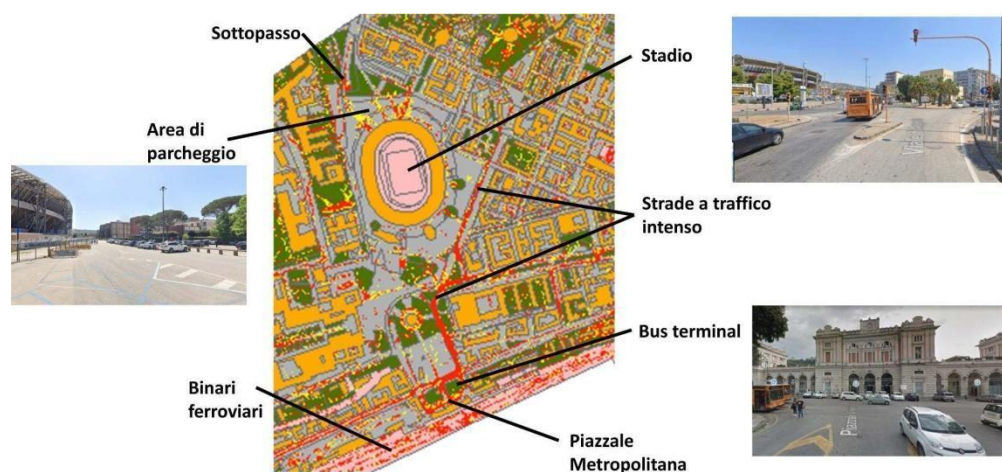 Sottopasso
Stadio
Area di
parcheggio
Strade a traffico
intenso
Bus terminal
Binari
ferroviari
Piazzale
Metropolitana